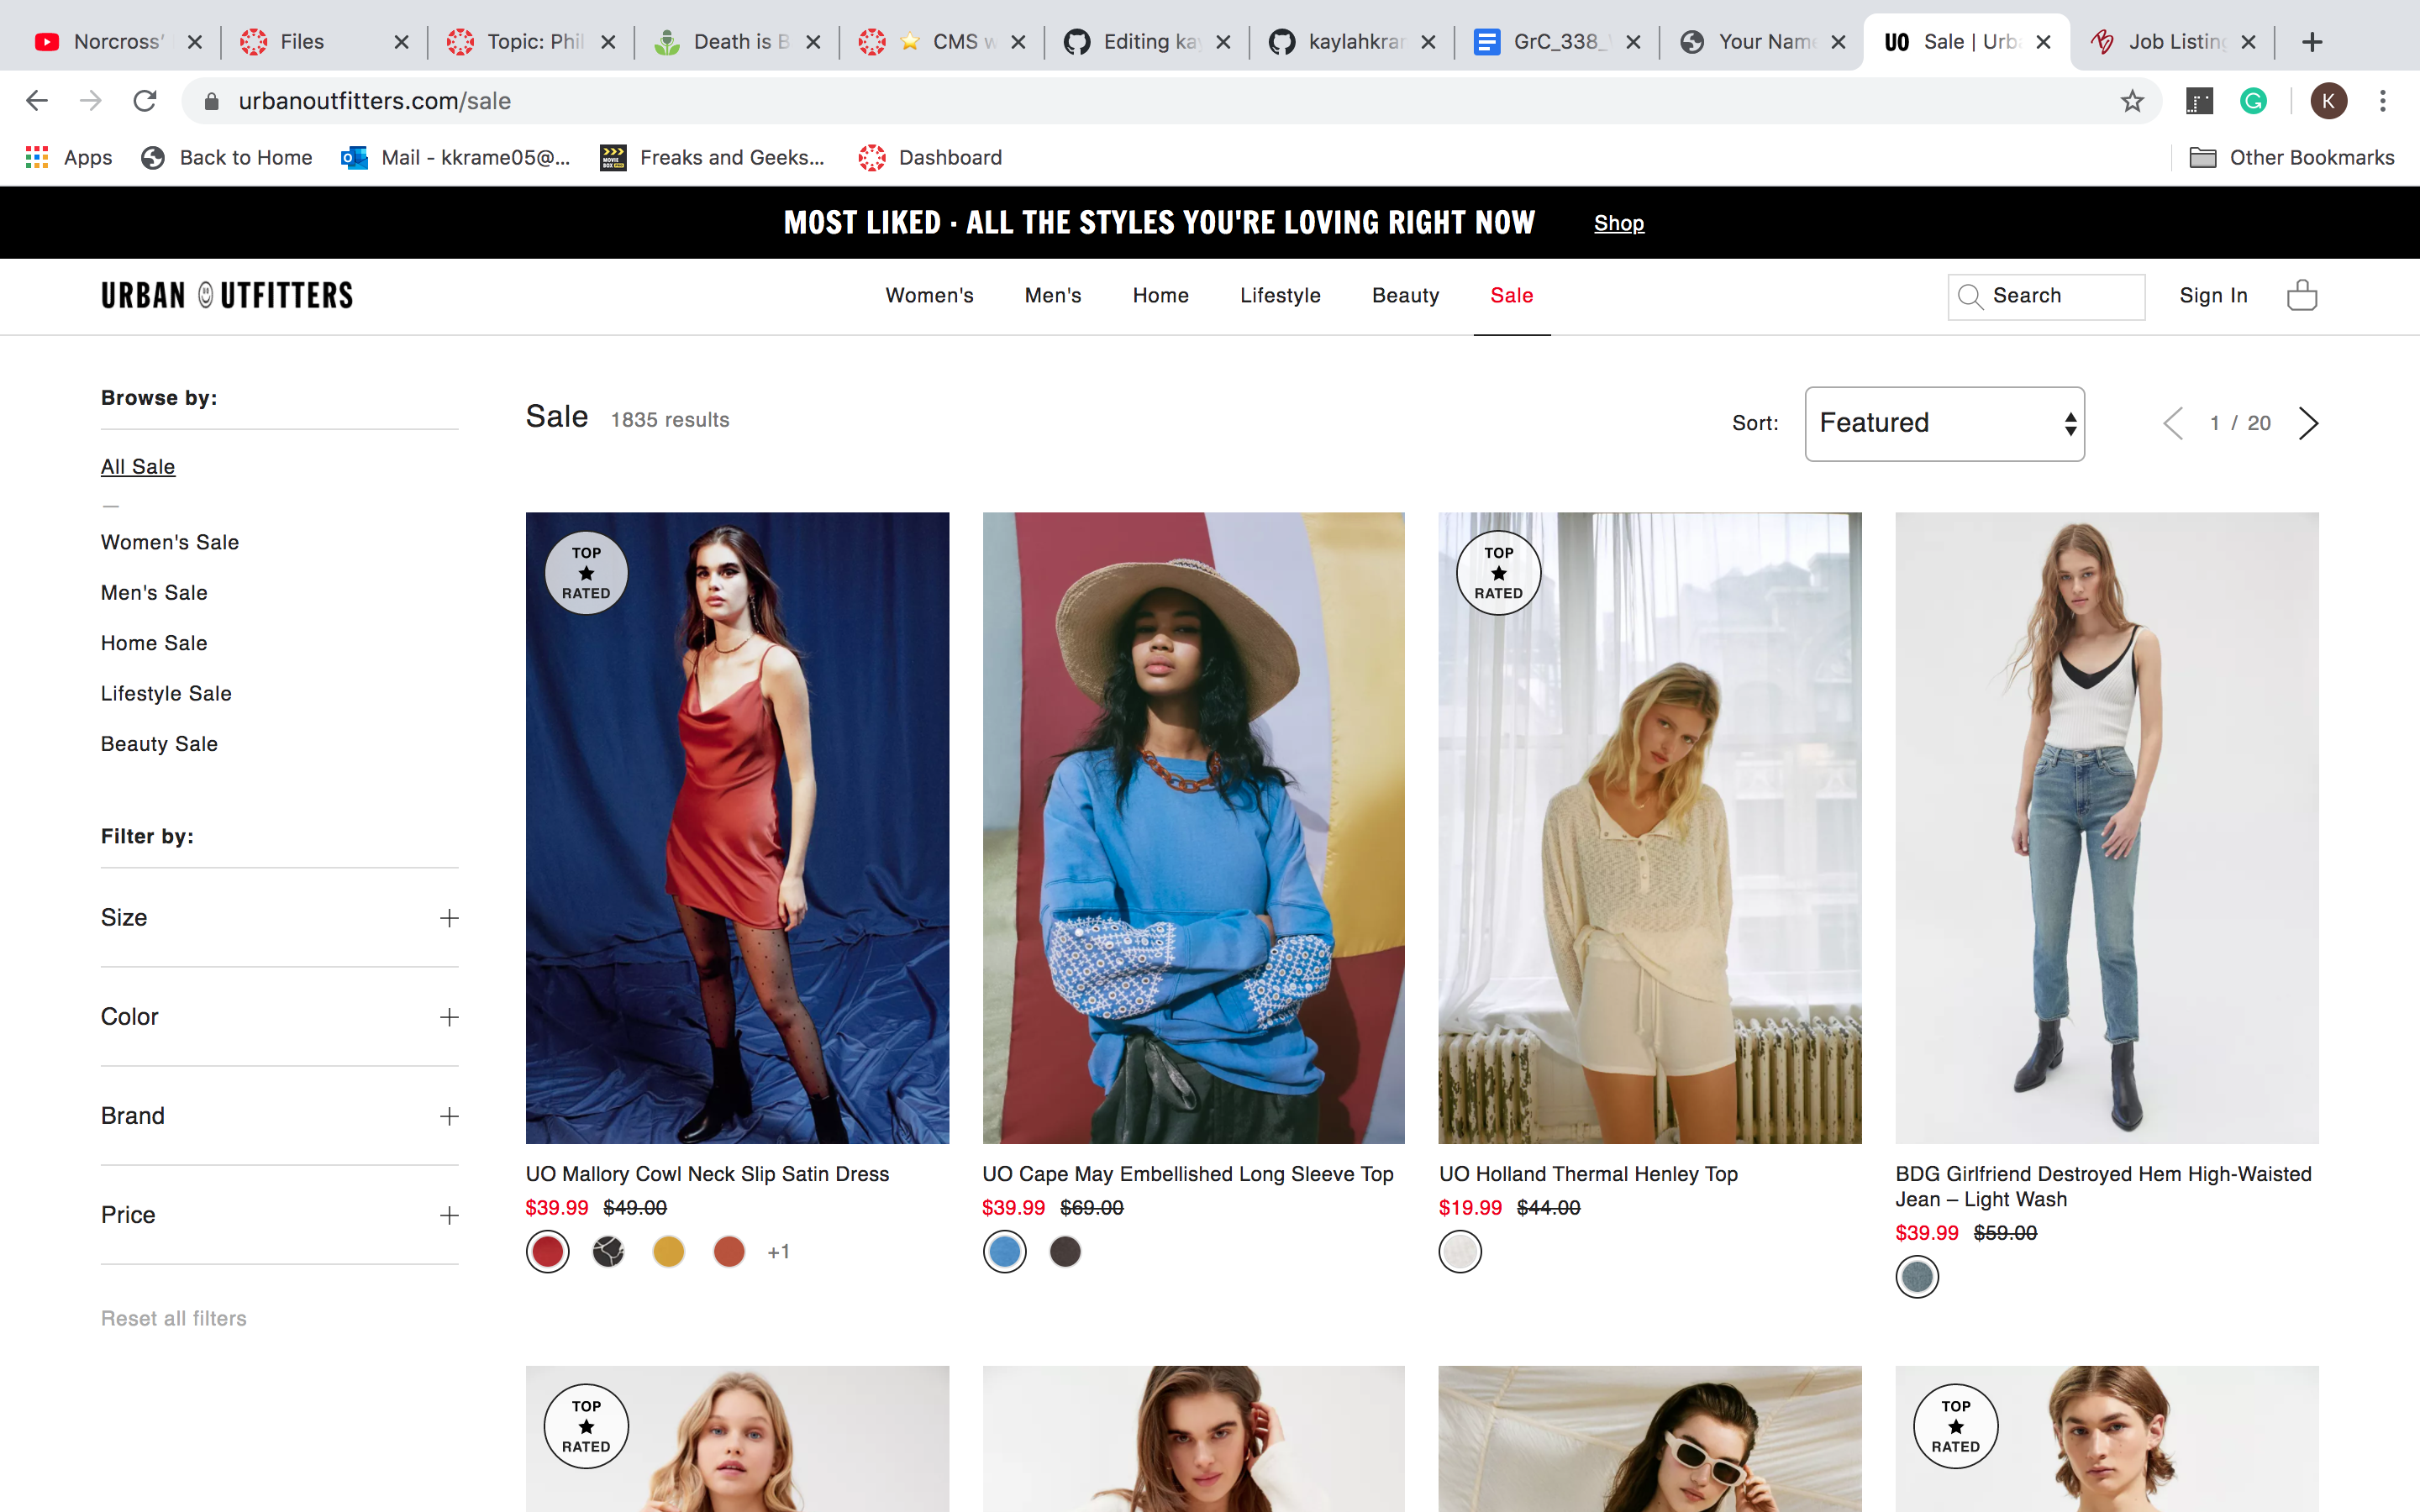 Norcross'
Files
Topic: Phil
Death is B
CMS w
Editing kay
kaylahkrar
GrC_338_
Your Name
UO Sale | Urba
Job Listing
urbanoutfitters.com/sale
K
Apps
Back to Home
Mail - kkrame05@...
Freaks and Geeks...
Dashboard
Other Bookmarks
MOST LIKED · ALL THE STYLES YOU'RE LOVING RIGHT NOW Shop
URBAN OUTFITTERS
Women's
Men's
Home
Lifestyle
Beauty
Sale
Search
Sign In
Browse by:
All Sale
—
Women's Sale
Men's Sale
Home Sale
Lifestyle Sale
Beauty Sale
Filter by:
Size
Color
Brand
Price
Reset all filters
Sale 1835 results
Sort: Featured
1 / 20
TOP
RATED
TOP
RATED
UO Mallory Cowl Neck Slip Satin Dress
$39.99 $49.00
+1
UO Cape May Embellished Long Sleeve Top
$39.99 $69.00
UO Holland Thermal Henley Top
$19.99 $44.00
BDG Girlfriend Destroyed Hem High-Waisted
Jean – Light Wash
$39.99 $59.00
TOP
RATED
TOP
RATED